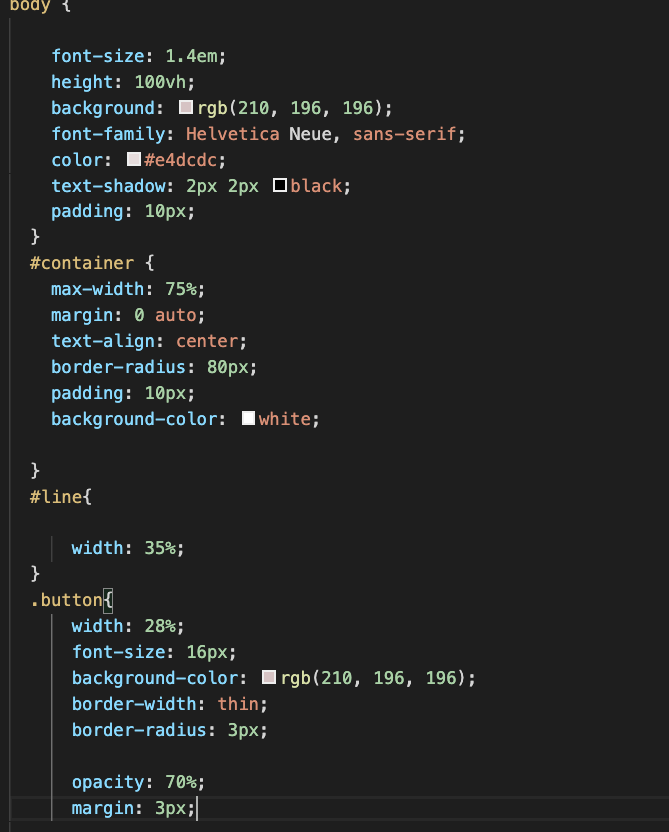 body {
font-size: 1.4em;
height: 100vh;
background: rgb(210, 196, 196);
font-family: Helvetica Neue, sans-serif;
color: #e4dcdc;
text-shadow: 2px 2px black;
padding: 10px;
}
#container {
max-width: 75%;
margin: 0 auto;
text-align: center;
border-radius: 80px;
padding: 10px;
background-color: white;
}
#line{
width: 35%;
}
.button{
width: 28%;
font-size: 16px;
background-color: rgb(210, 196, 196);
border-width: thin;
border-radius: 3px;
opacity: 70%;
margin: 3px;